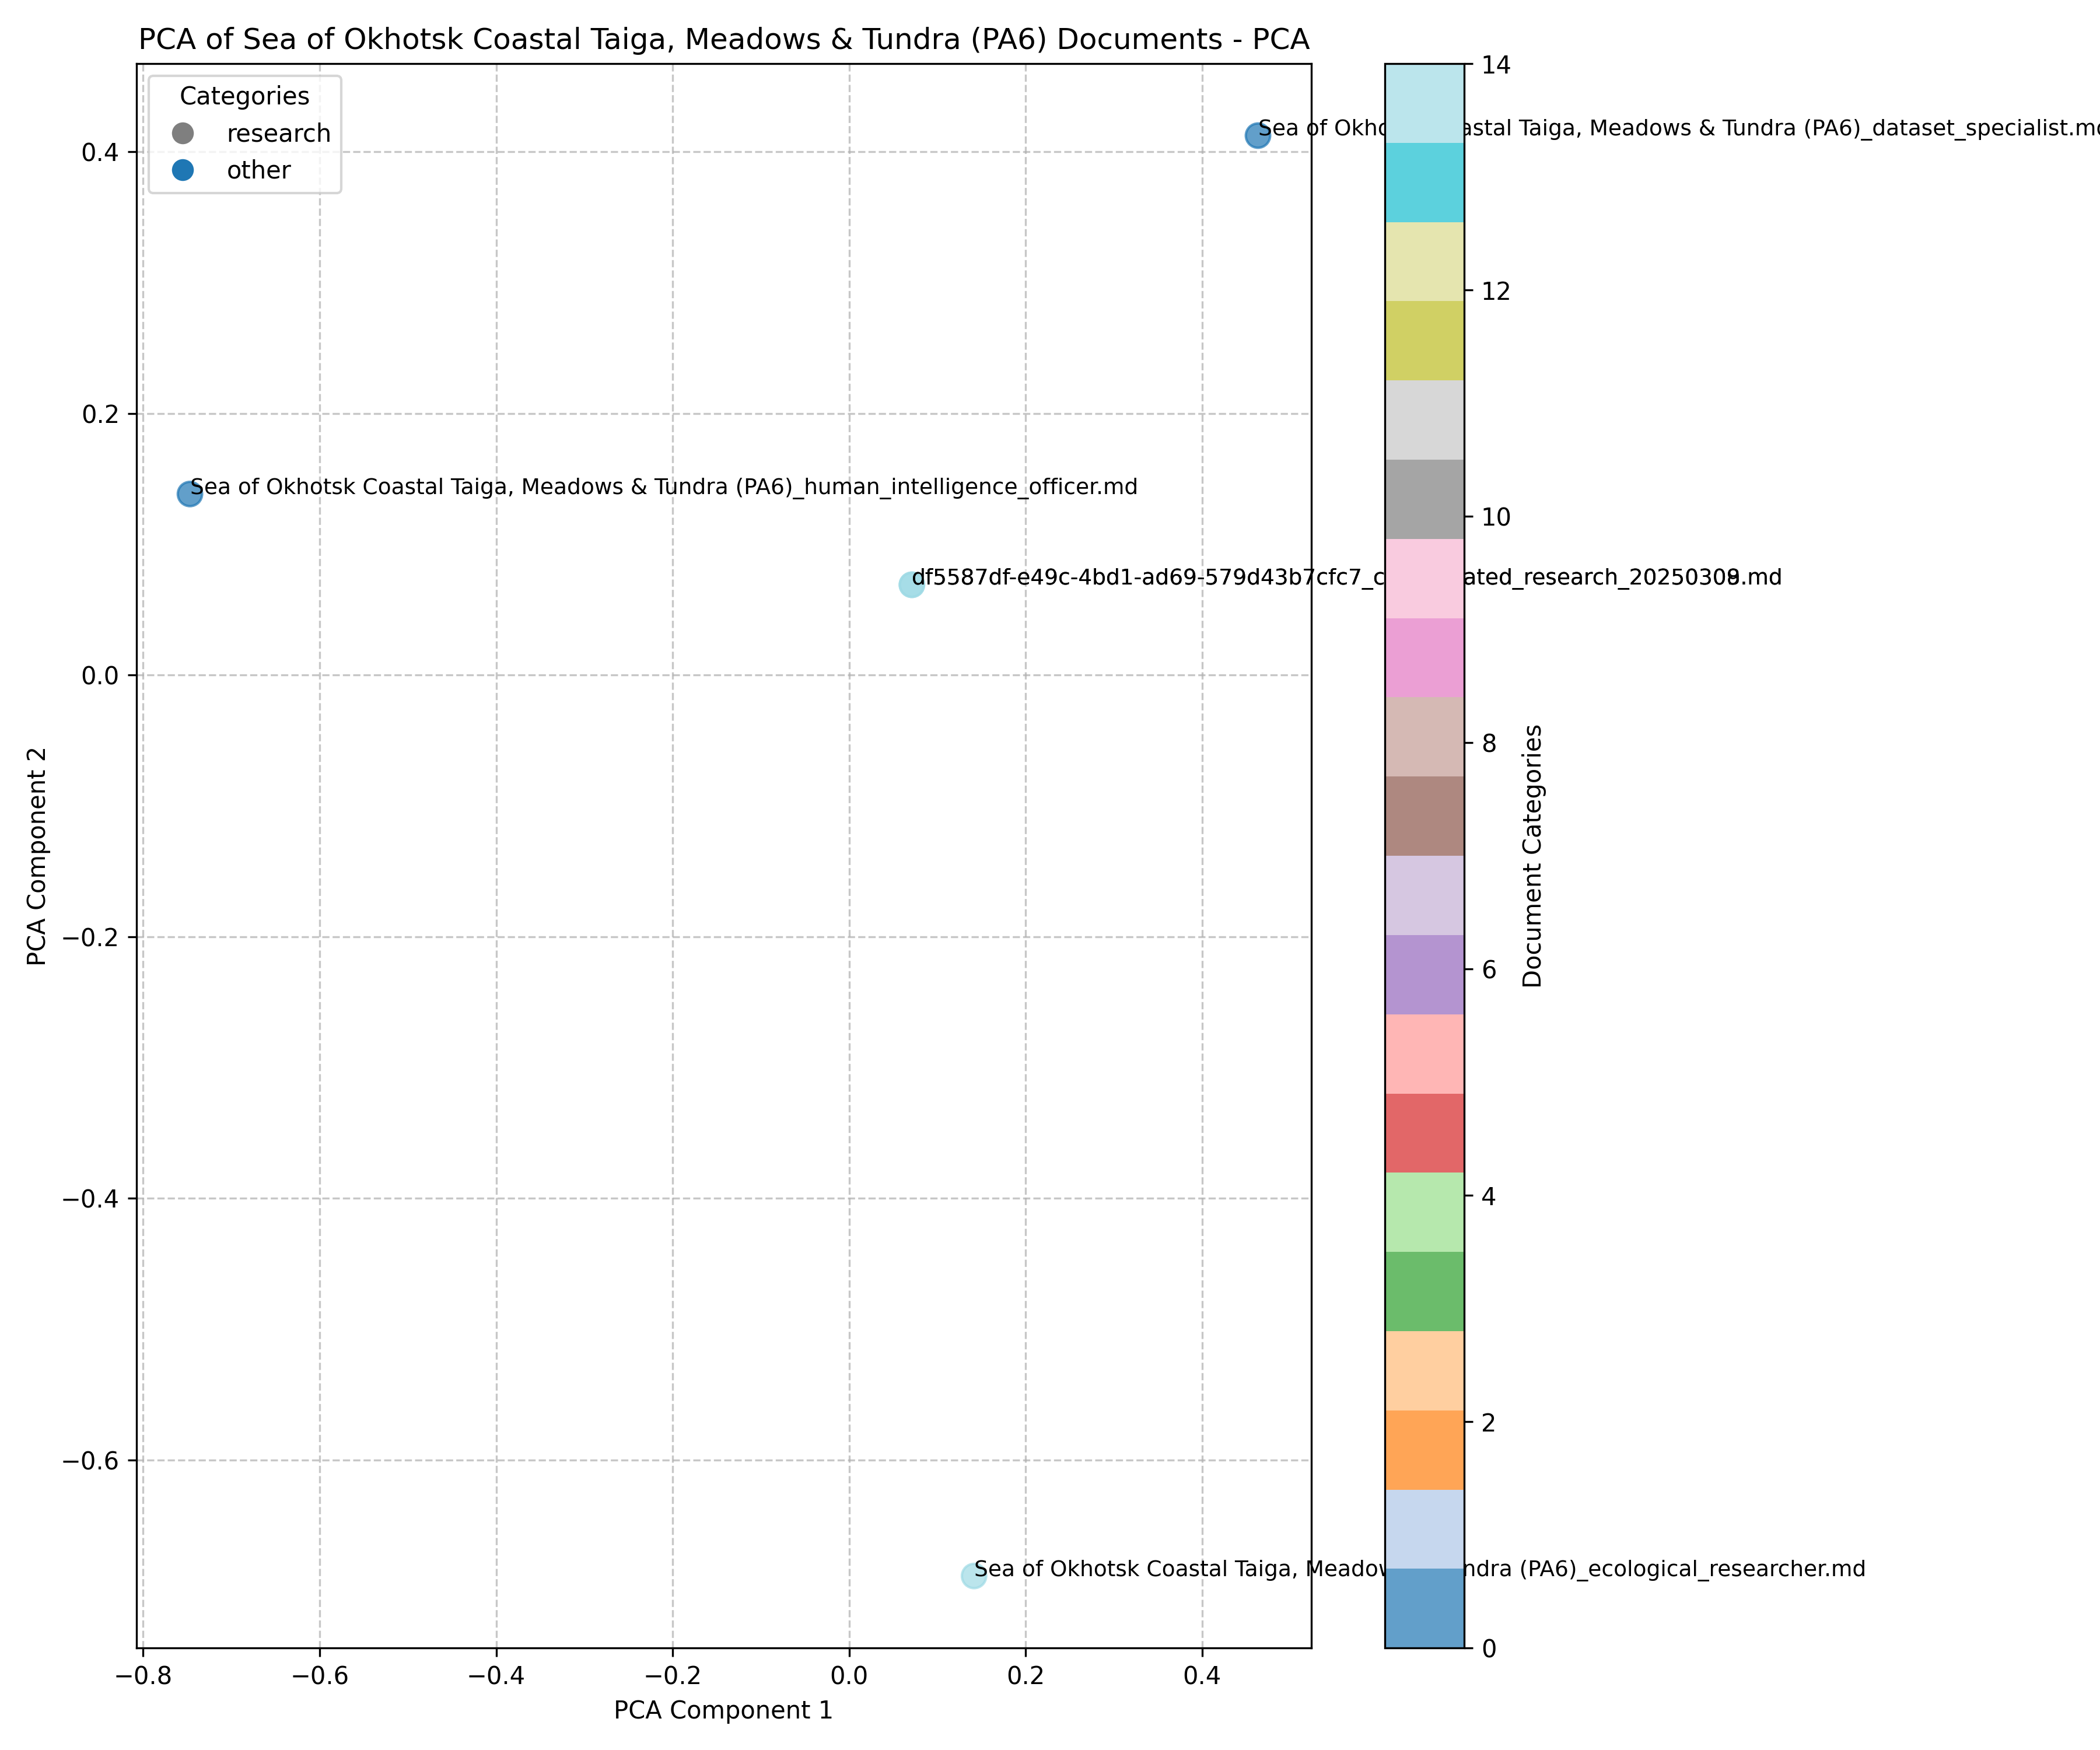 PCA of Sea of Okhotsk Coastal Taiga, Meadows & Tundra (PA6) Documents - PCA
Categories
research
other
Sea of Okho astal Taiga, Meadows & Tundra (PA6)_dataset_specialist.md
Sea of Okhotsk Coastal Taiga, Meadows & Tundra (PA6)_human_intelligence_officer.md
df5587df-e49c-4bd1-ad69-579d43b7cfc7_c ated_research_2025030
Sea of Okhotsk Coastal Taiga, Meadow ndra (PA6)_ecological_researcher.md
0.4
0.2
0.0
−0.2
−0.4
−0.6
PCA Component 2
−0.8
−0.6
−0.4
−0.2
0.0
0.2
0.4
PCA Component 1
14
12
10
8
6
4
2
0
Document Categories